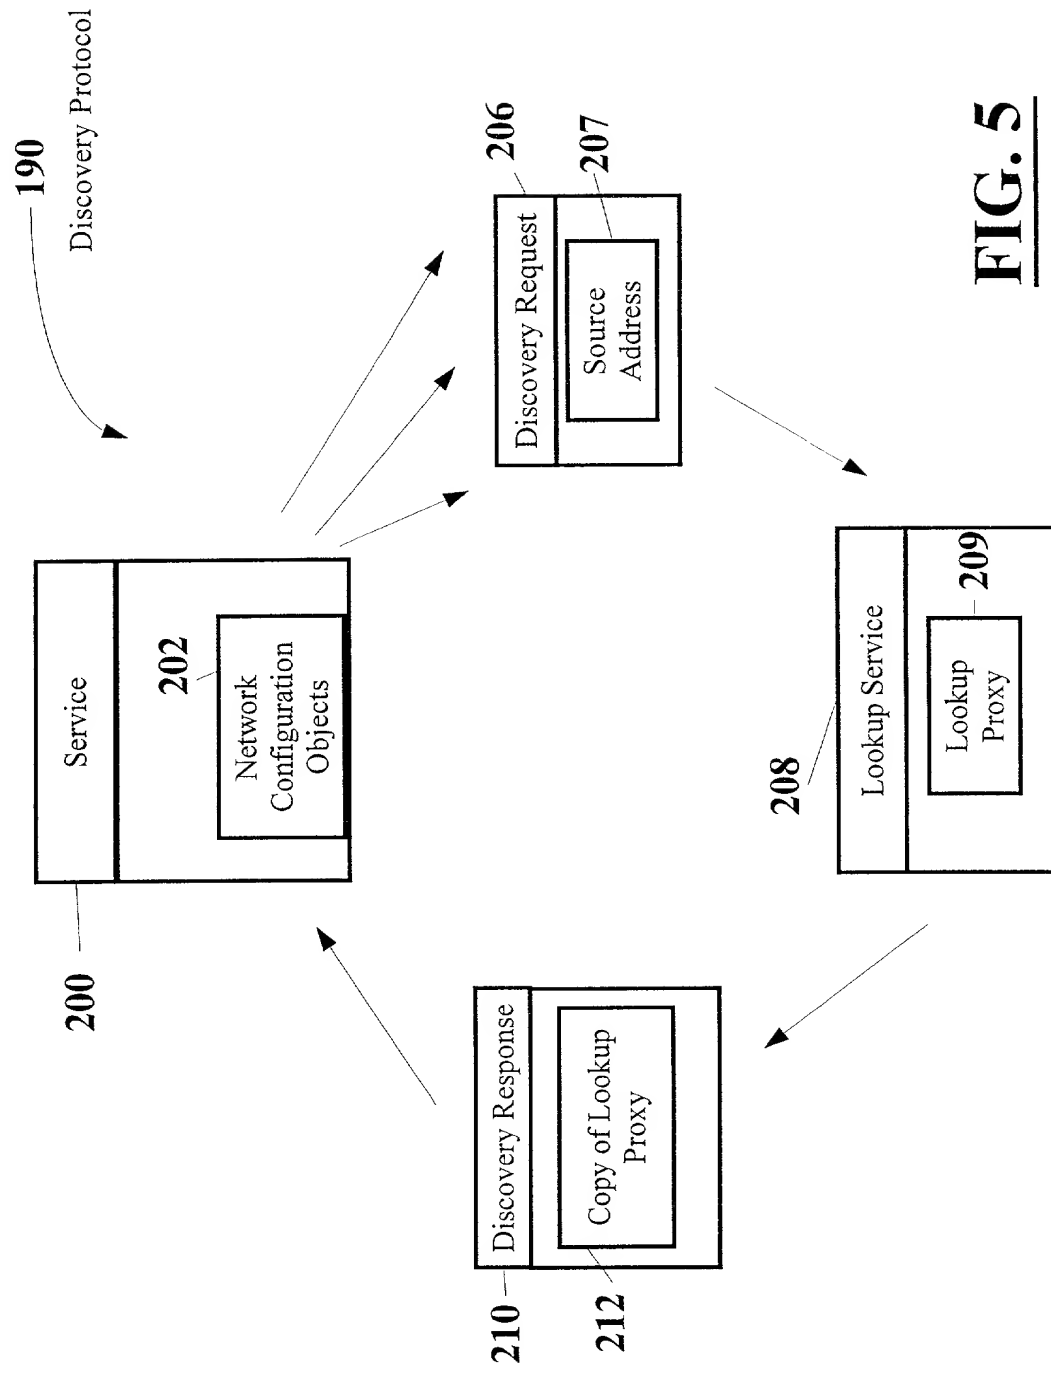 190
Discovery Protocol
200
Service
202
Network
Configuration
Objects
206
Discovery Request
207
Source
Address
210
Discovery Response
212
Copy of Lookup
Proxy
208
Lookup Service
209
Lookup
Proxy
FIG. 5